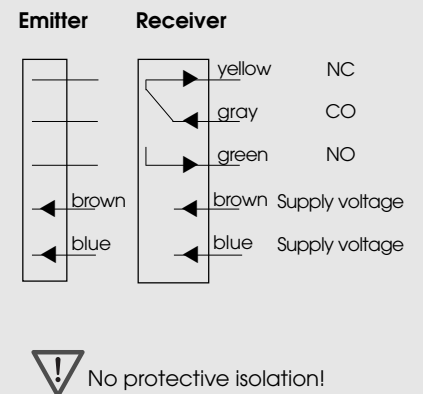 Emitter Receiver
yellow NC
gray CO
green NO
brown brown Supply voltage
blue blue Supply voltage
No protective isolation!